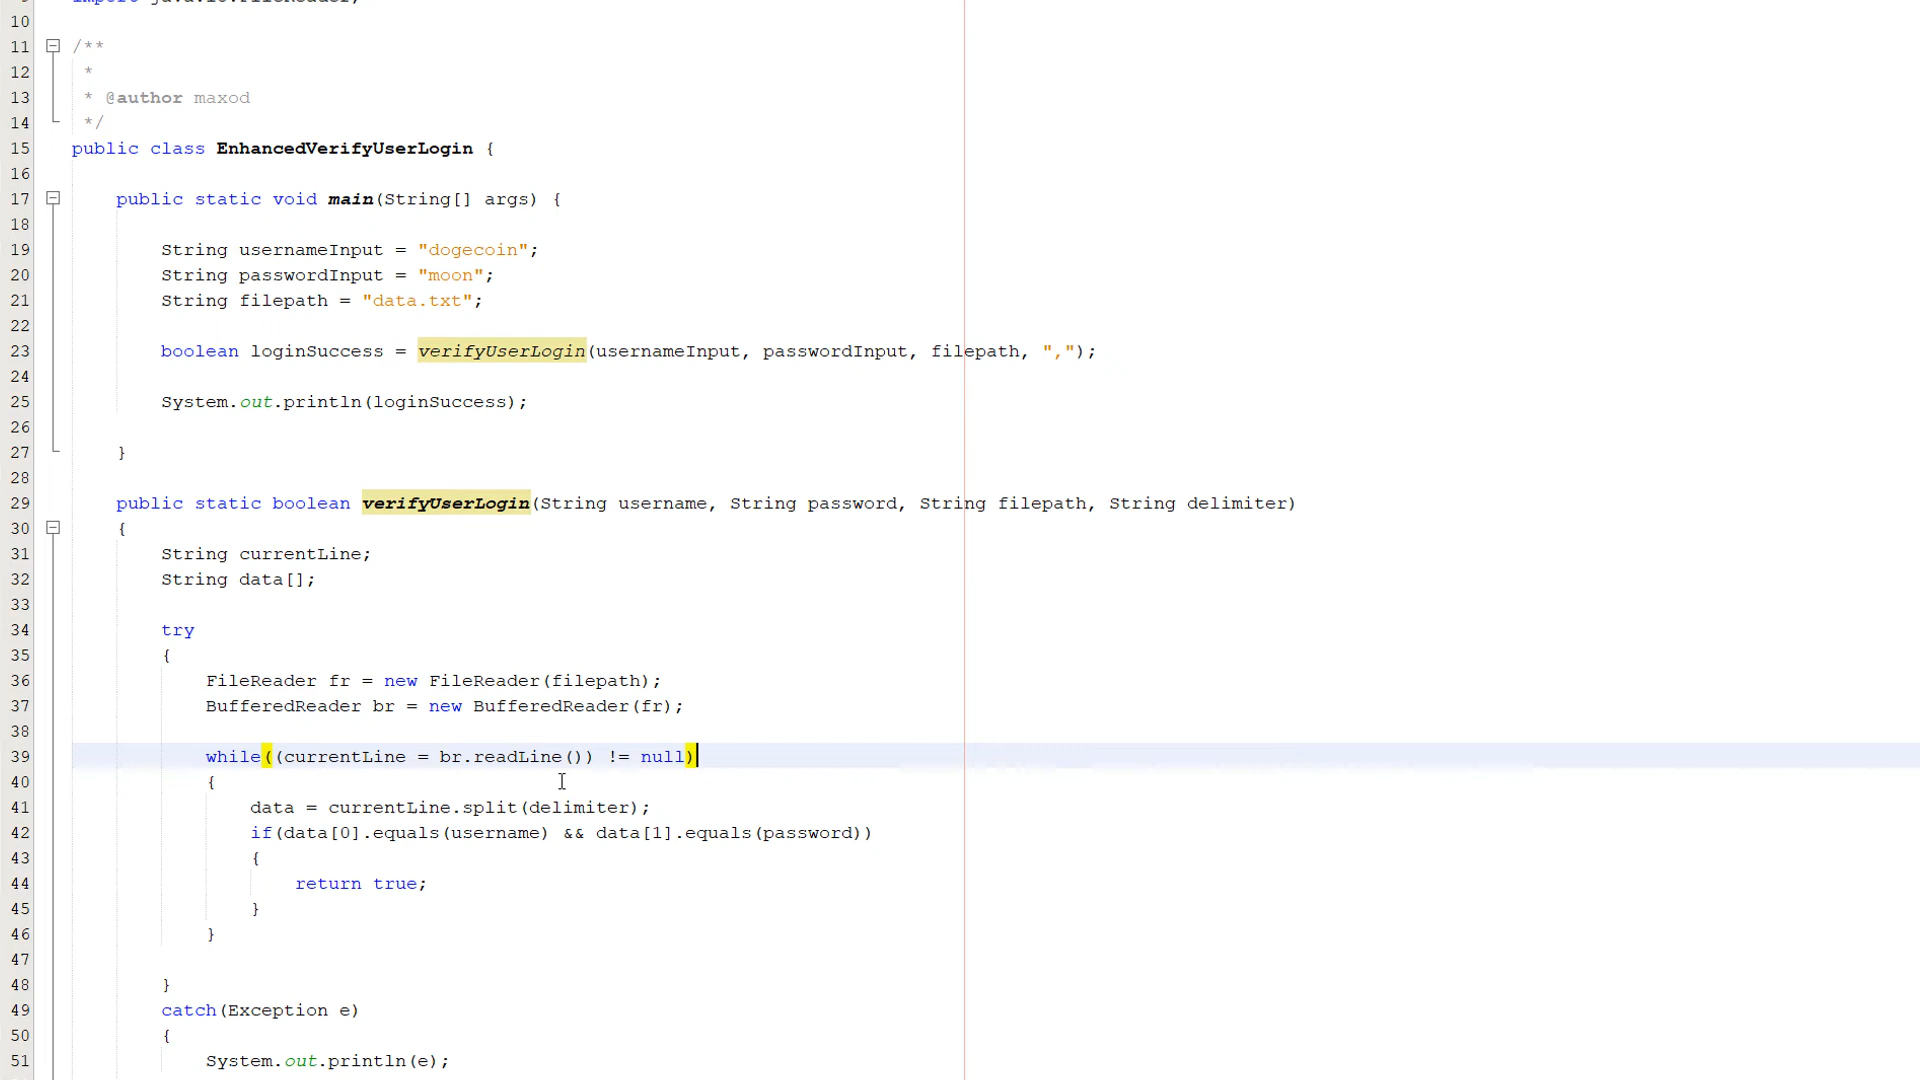 10
11 /**
12 *
13 * @author maxod
14 */
15 public class EnhancedVerifyUserLogin {
16
17 public static void main(String[] args) {
18
19 String usernameInput = "dogecoin";
20 String passwordInput = "moon";
21 String filepath = "data.txt";
22
23 boolean loginSuccess = verifyUserLogin(usernameInput, passwordInput, filepath, ",");
24
25 System.out.println(loginSuccess);
26
27 }
28
29 public static boolean verifyUserLogin(String username, String password, String filepath, String delimiter)
30 {
31 String currentLine;
32 String data[];
33
34 try
35 {
36 FileReader fr = new FileReader(filepath);
37 BufferedReader br = new BufferedReader(fr);
38
39 while((currentLine = br.readLine()) != null)
40 {
41 data = currentLine.split(delimiter);
42 if(data[0].equals(username) && data[1].equals(password))
43 {
44 return true;
45 }
46 }
47
48 }
49 catch(Exception e)
50 {
51 System.out.println(e);